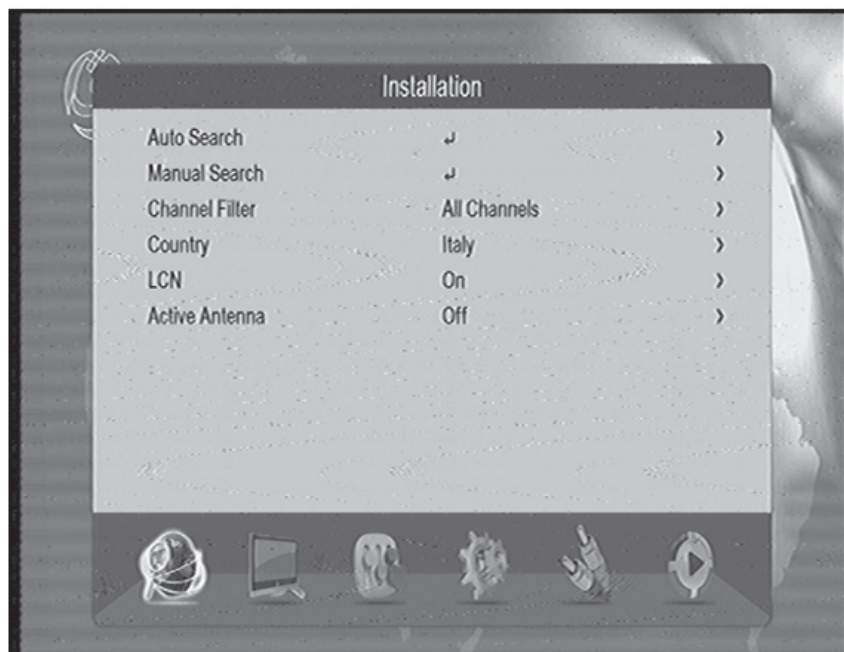 Installation
Auto Search ↲ ❯
Manual Search ↲ ❯
Channel Filter All Channels ❯
Country Italy ❯
LCN On ❯
Active Antenna Off ❯